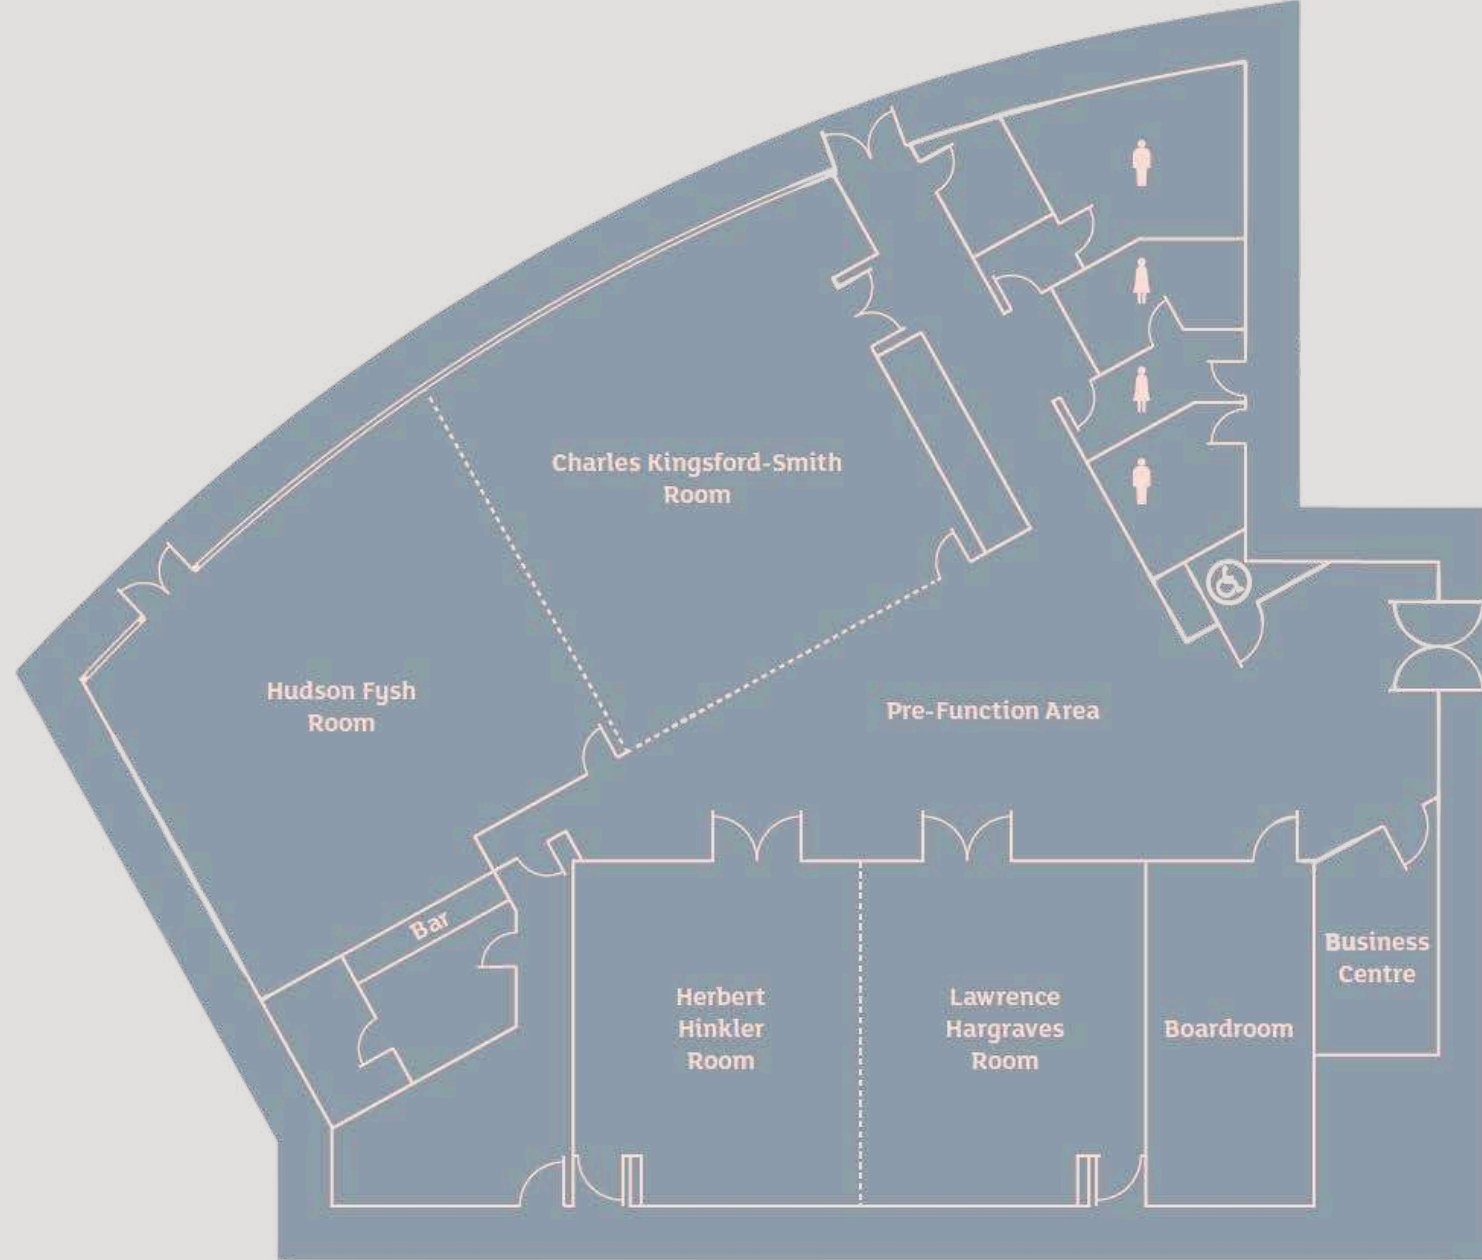 Charles Kingsford-Smith
Room
Hudson Fysh
Room
Pre-Function Area
Bar
Herbert
Hinkler
Room
Lawrence
Hargraves
Room
Boardroom
Business
Centre